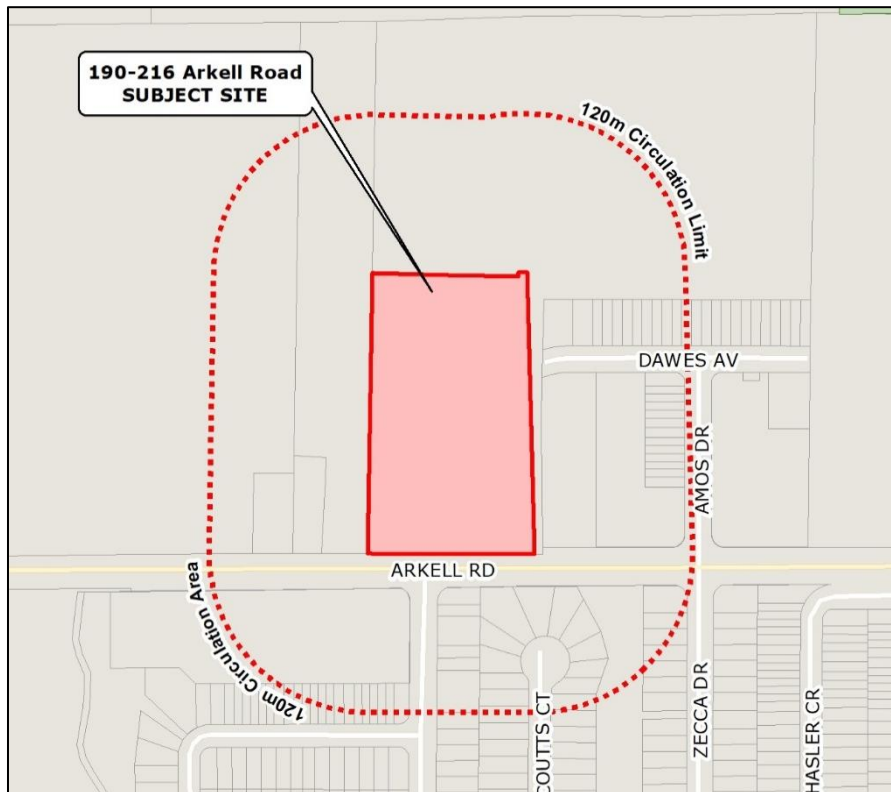 190-216 Arkell Road
SUBJECT SITE
120m Circulation Limit
DAWES AV
AMOS DR
ARKELL RD
120m Circulation Area
COUTTS CT
ZECCA DR
HASLER CR